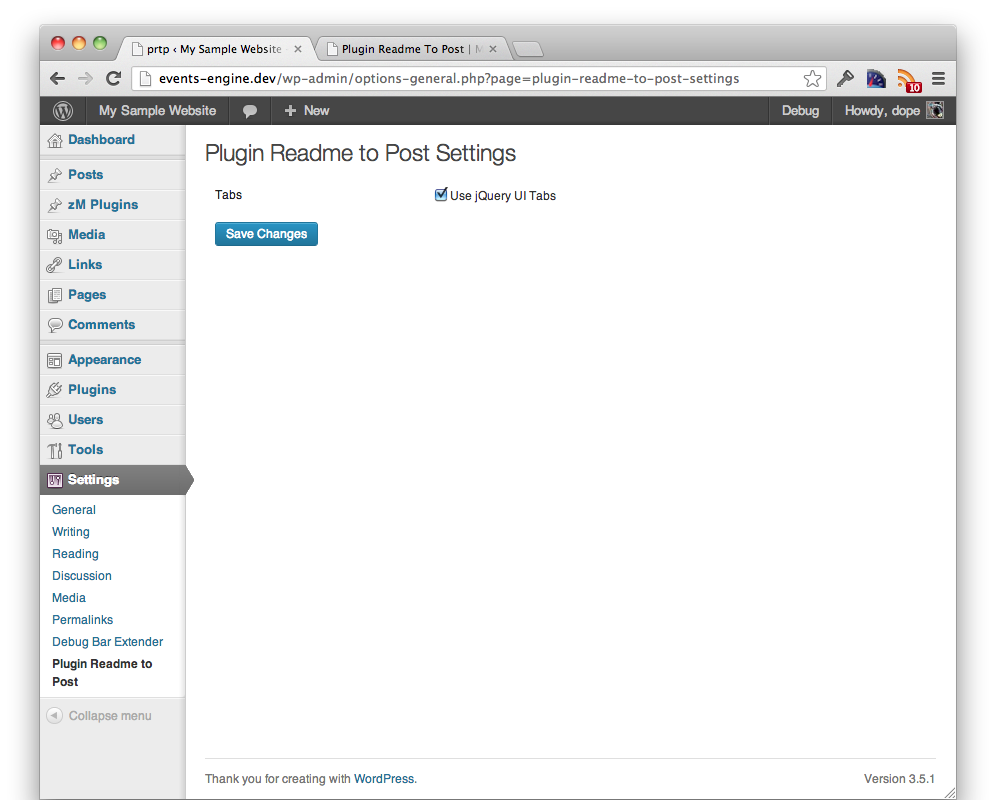 prtp ‹ My Sample Website
Plugin Readme To Post |
events-engine.dev/wp-admin/options-general.php?page=plugin-readme-to-post-settings
10
My Sample Website
New
Debug
Howdy, dope
Dashboard
Posts
zM Plugins
Media
Links
Pages
Comments
Appearance
Plugins
Users
Tools
Settings
General
Writing
Reading
Discussion
Media
Permalinks
Debug Bar Extender
Plugin Readme to
Post
Collapse menu
Plugin Readme to Post Settings
Tabs
Use jQuery UI Tabs
Save Changes
Thank you for creating with WordPress.
Version 3.5.1